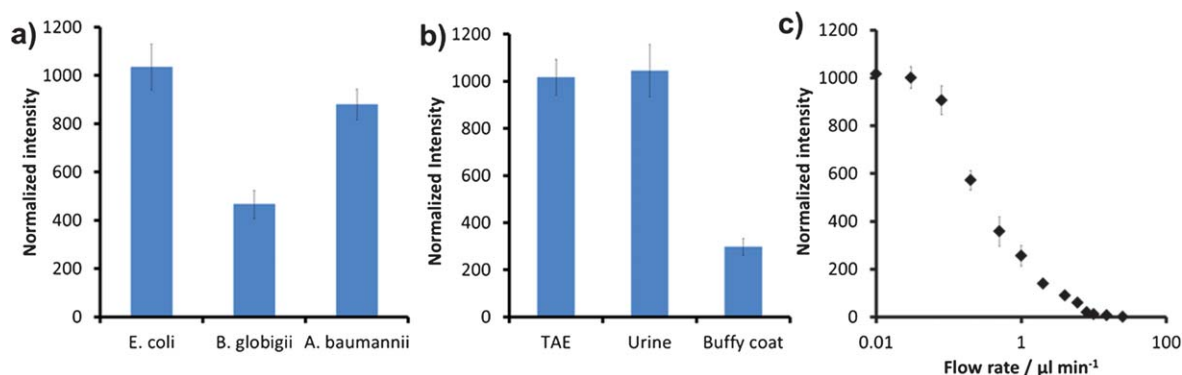 a)
Normalized intensity
1200
1000
800
600
400
200
0
E. coli B. globigii A. baumannii
b)
Normalized Intensity
1200
1000
800
600
400
200
0
TAE Urine Buffy coat
c)
Normalized intensity
1200
1000
800
600
400
200
0
0.01 1 100
Flow rate / µl min⁻¹